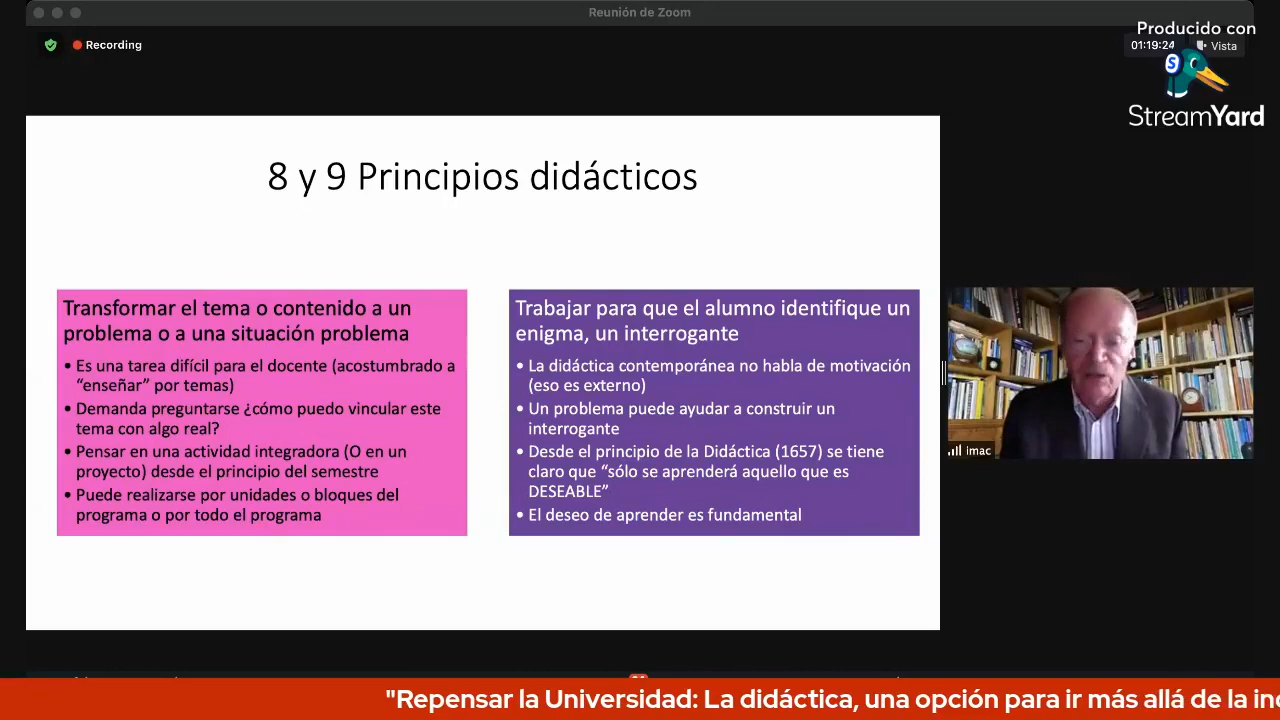 Reunión de Zoom
Recording
Producido con
01:19:24
Vista
S
StreamYard
8 y 9 Principios didácticos
Transformar el tema o contenido a un
problema o a una situación problema
• Es una tarea difícil para el docente (acostumbrado a
“enseñar” por temas)
• Demanda preguntarse ¿cómo puedo vincular este
tema con algo real?
• Pensar en una actividad integradora (O en un
proyecto) desde el principio del semestre
• Puede realizarse por unidades o bloques del
programa o por todo el programa
Trabajar para que el alumno identifique un
enigma, un interrogante
• La didáctica contemporánea no habla de motivación
(eso es externo)
• Un problema puede ayudar a construir un
interrogante
• Desde el principio de la Didáctica (1657) se tiene
claro que “sólo se aprenderá aquello que es
DESEABLE”
• El deseo de aprender es fundamental
imac
"Repensar la Universidad: La didáctica, una opción para ir más allá de la